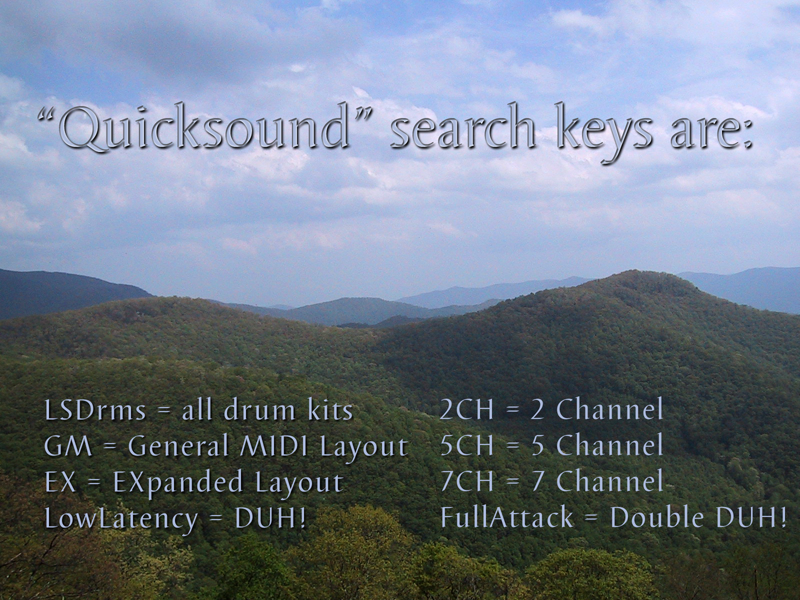 “Quicksound” search keys are:
LSDrms = all drum kits
GM = General MIDI Layout
EX = EXpanded Layout
LowLatency = DUH!
2CH = 2 Channel
5CH = 5 Channel
7CH = 7 Channel
FullAttack = Double DUH!